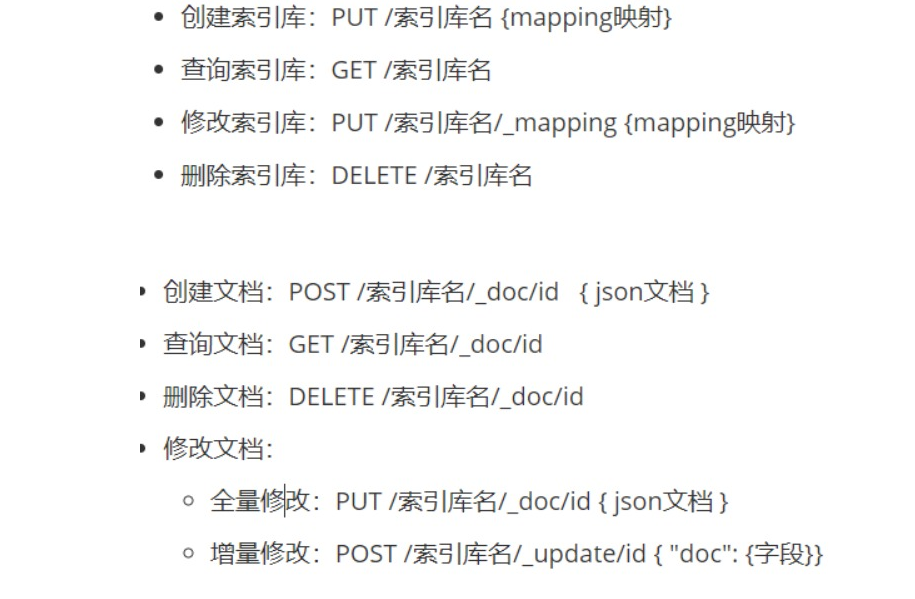 创建索引库：PUT /索引库名 {mapping映射}
查询索引库：GET /索引库名
修改索引库：PUT /索引库名/_mapping {mapping映射}
删除索引库：DELETE /索引库名
创建文档：POST /索引库名/_doc/id { json文档 }
查询文档：GET /索引库名/_doc/id
删除文档：DELETE /索引库名/_doc/id
修改文档：
全量修改：PUT /索引库名/_doc/id { json文档 }
增量修改：POST /索引库名/_update/id { "doc": {字段}}